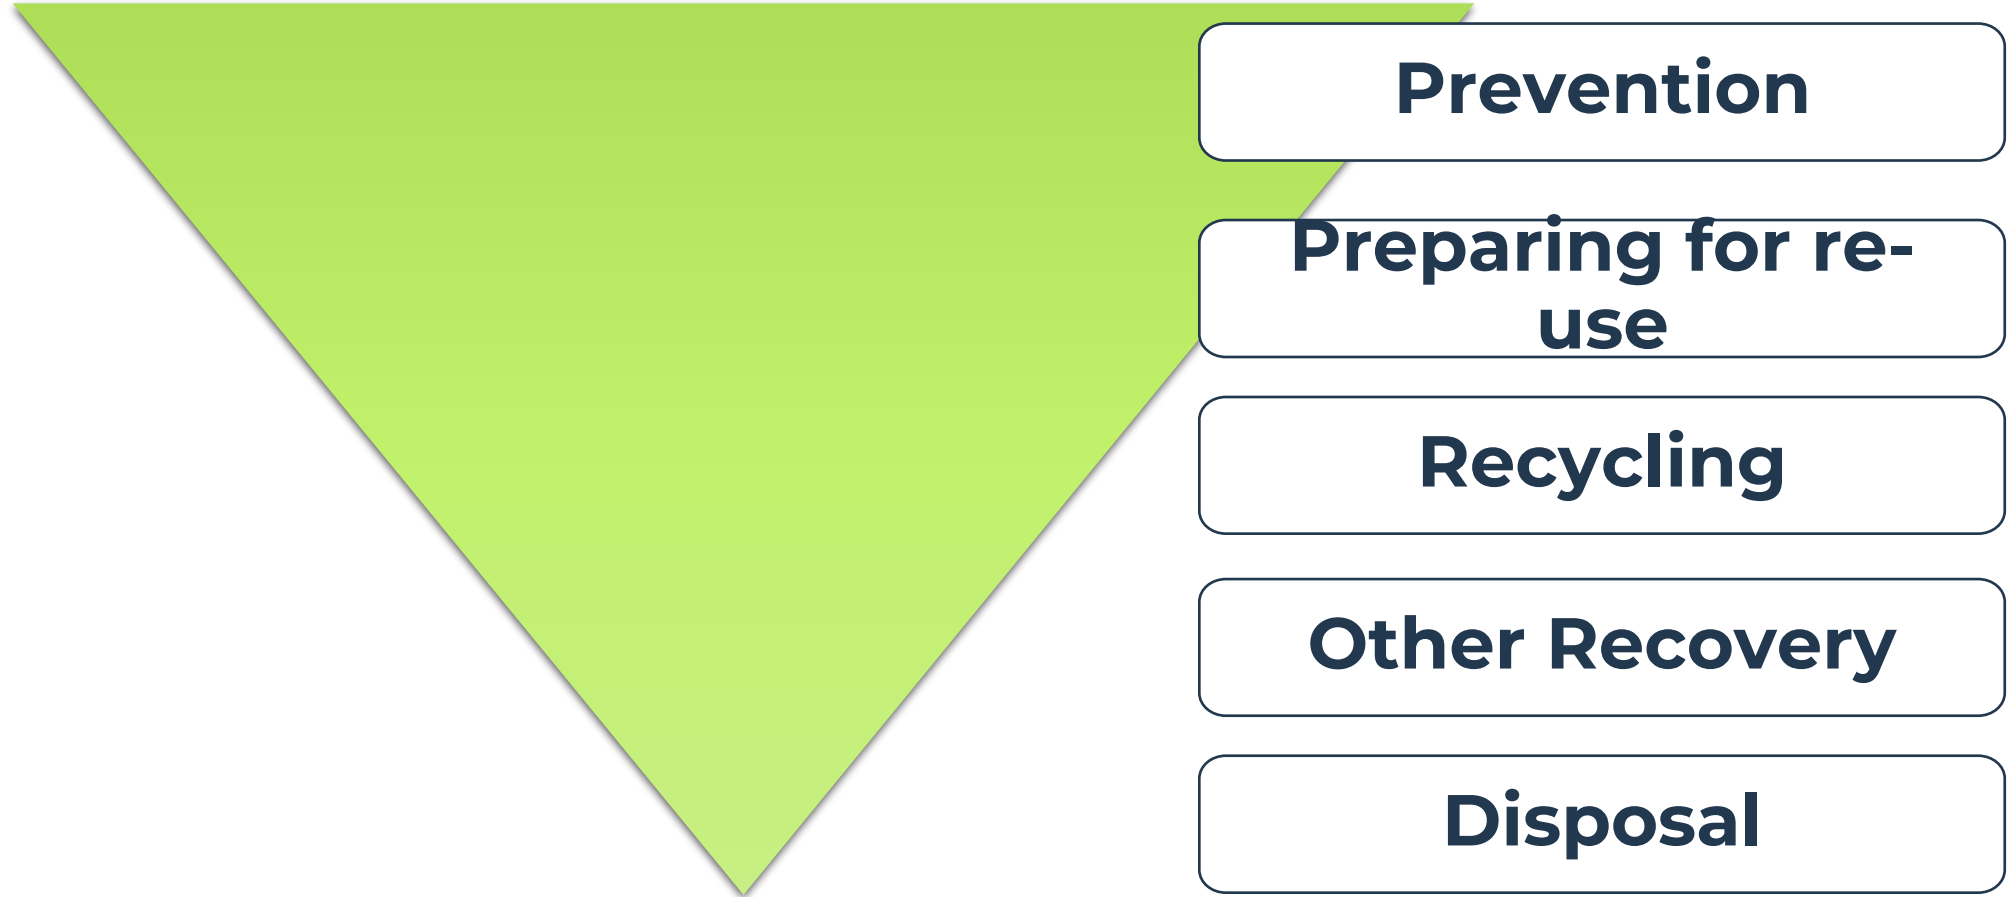 Prevention
Preparing for re-
use
Recycling
Other Recovery
Disposal